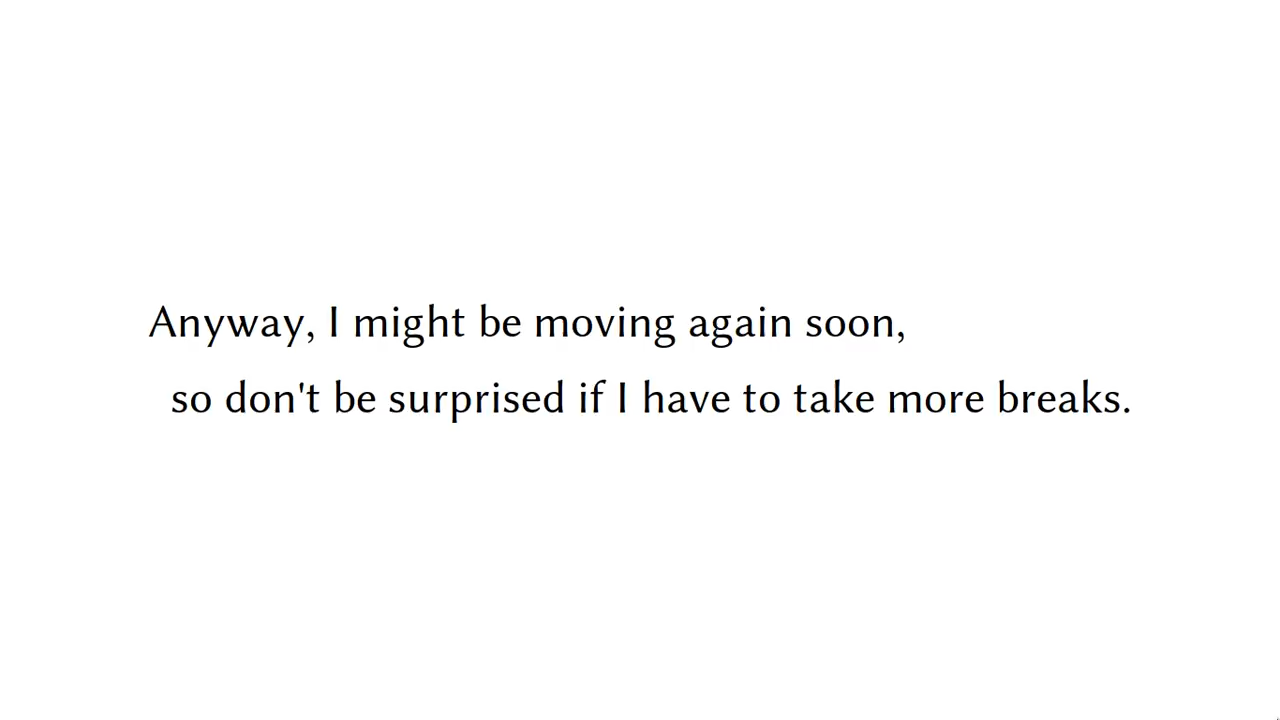 Anyway, I might be moving again soon,
so don't be surprised if I have to take more breaks.